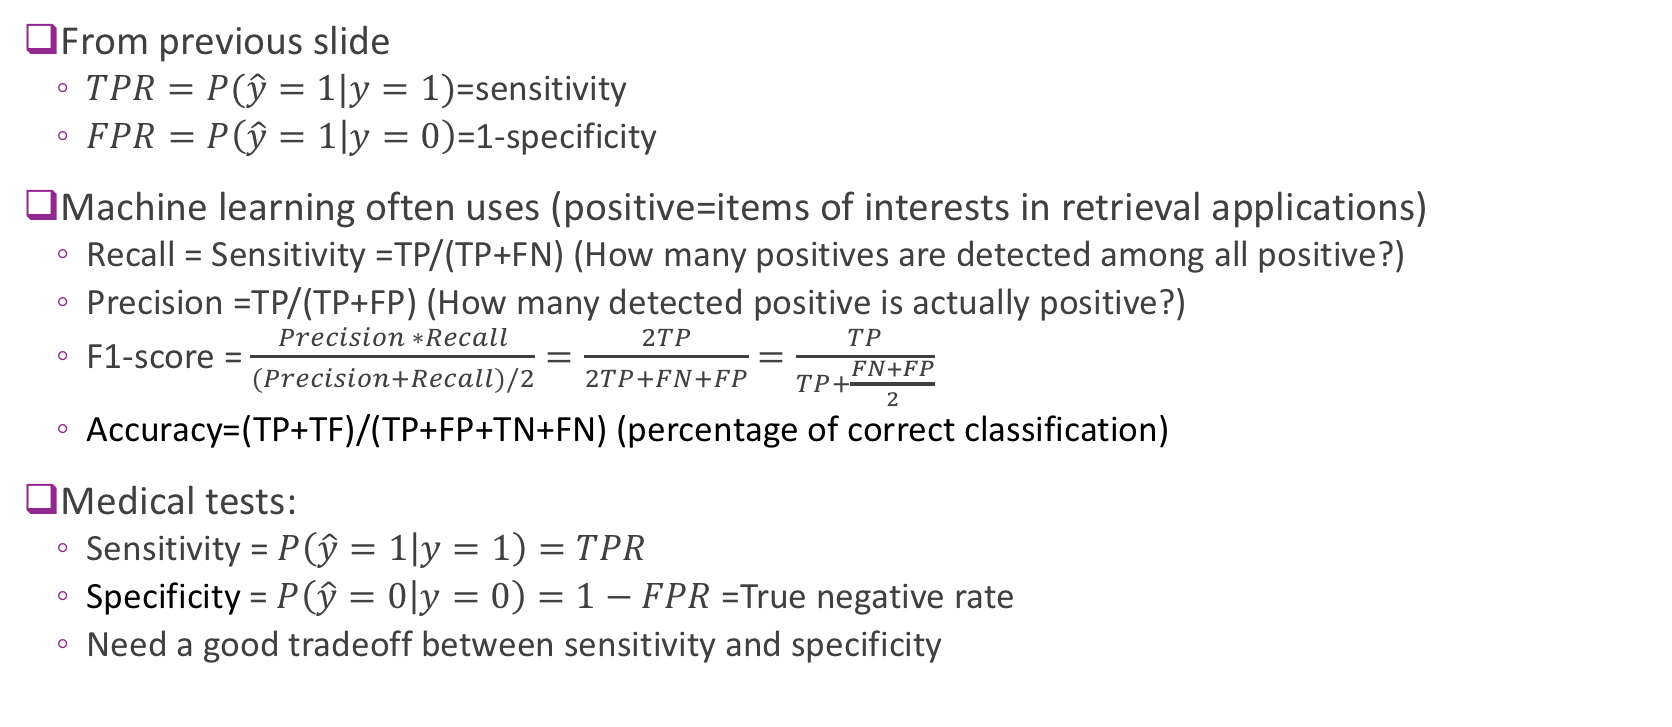 ❑From previous slide
◦ TPR = P(ŷ = 1|y = 1)=sensitivity
◦ FPR = P(ŷ = 1|y = 0)=1-specificity
❑Machine learning often uses (positive=items of interests in retrieval applications)
◦ Recall = Sensitivity =TP/(TP+FN) (How many positives are detected among all positive?)
◦ Precision =TP/(TP+FP) (How many detected positive is actually positive?)
◦ F1-score = \frac{Precision *Recall}{(Precision+Recall)/2} = \frac{2TP}{2TP+FN+FP} = \frac{TP}{TP+\frac{FN+FP}{2}}
◦ Accuracy=(TP+TF)/(TP+FP+TN+FN) (percentage of correct classification)
❑Medical tests:
◦ Sensitivity = P(ŷ = 1|y = 1) = TPR
◦ Specificity = P(ŷ = 0|y = 0) = 1 − FPR =True negative rate
◦ Need a good tradeoff between sensitivity and specificity